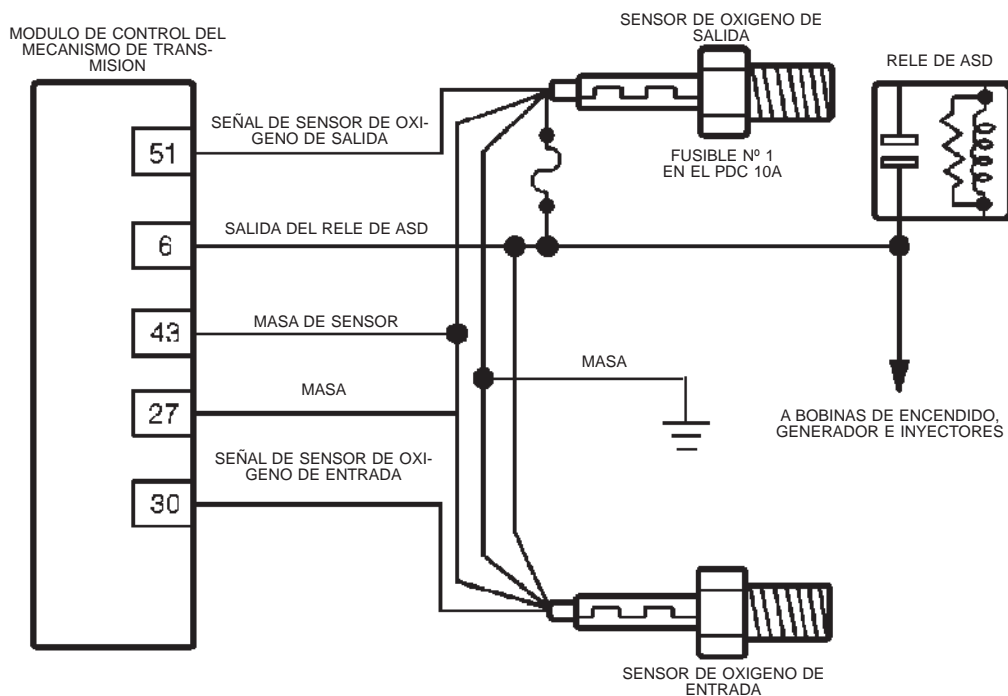 MODULO DE CONTROL DEL
MECANISMO DE TRANS-
MISION
SENSOR DE OXIGENO DE
SALIDA
RELE DE ASD
51
SEÑAL DE SENSOR DE OXI-
GENO DE SALIDA
FUSIBLE Nº 1
EN EL PDC 10A
6
SALIDA DEL RELE DE ASD
43
MASA DE SENSOR
27
MASA
MASA
A BOBINAS DE ENCENDIDO,
GENERADOR E INYECTORES
30
SEÑAL DE SENSOR DE OXI-
GENO DE ENTRADA
SENSOR DE OXIGENO DE
ENTRADA